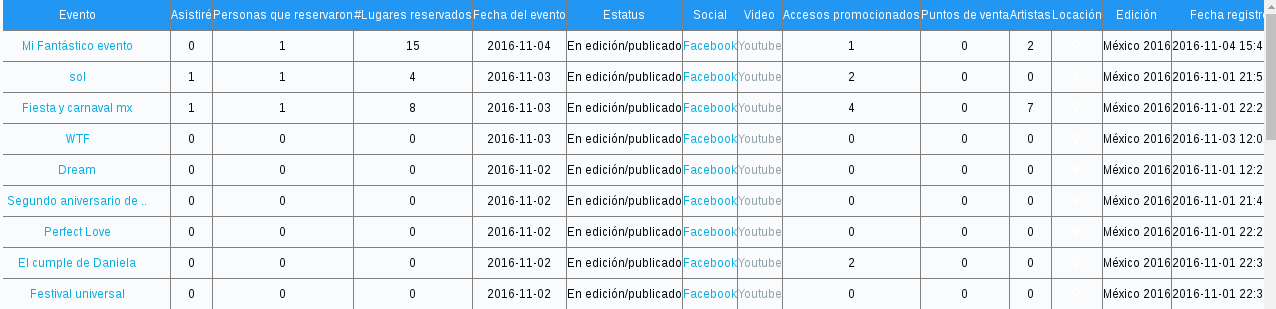 Evento Asistiré Personas que reservaron #Lugares reservados Fecha del evento Estatus Social Video Accesos promocionados Puntos de venta Artistas Locación Edición Fecha registro
Mi Fantástico evento 0 1 15 2016-11-04 En edición/publicado Facebook Youtube 1 0 2 México 2016 2016-11-04 15:4
sol 1 1 4 2016-11-03 En edición/publicado Facebook Youtube 2 0 0 México 2016 2016-11-01 21:5
Fiesta y carnaval mx 1 1 8 2016-11-03 En edición/publicado Facebook Youtube 4 0 7 México 2016 2016-11-01 22:2
WTF 0 0 0 2016-11-03 En edición/publicado Facebook Youtube 0 0 0 México 2016 2016-11-03 12:0
Dream 0 0 0 2016-11-02 En edición/publicado Facebook Youtube 0 0 0 México 2016 2016-11-01 12:2
Segundo aniversario de .. 0 0 0 2016-11-02 En edición/publicado Facebook Youtube 0 0 0 México 2016 2016-11-01 21:4
Perfect Love 0 0 0 2016-11-02 En edición/publicado Facebook Youtube 0 0 0 México 2016 2016-11-01 22:2
El cumple de Daniela 0 0 0 2016-11-02 En edición/publicado Facebook Youtube 2 0 0 México 2016 2016-11-01 22:3
Festival universal 0 0 0 2016-11-02 En edición/publicado Facebook Youtube 0 0 0 México 2016 2016-11-01 22:3